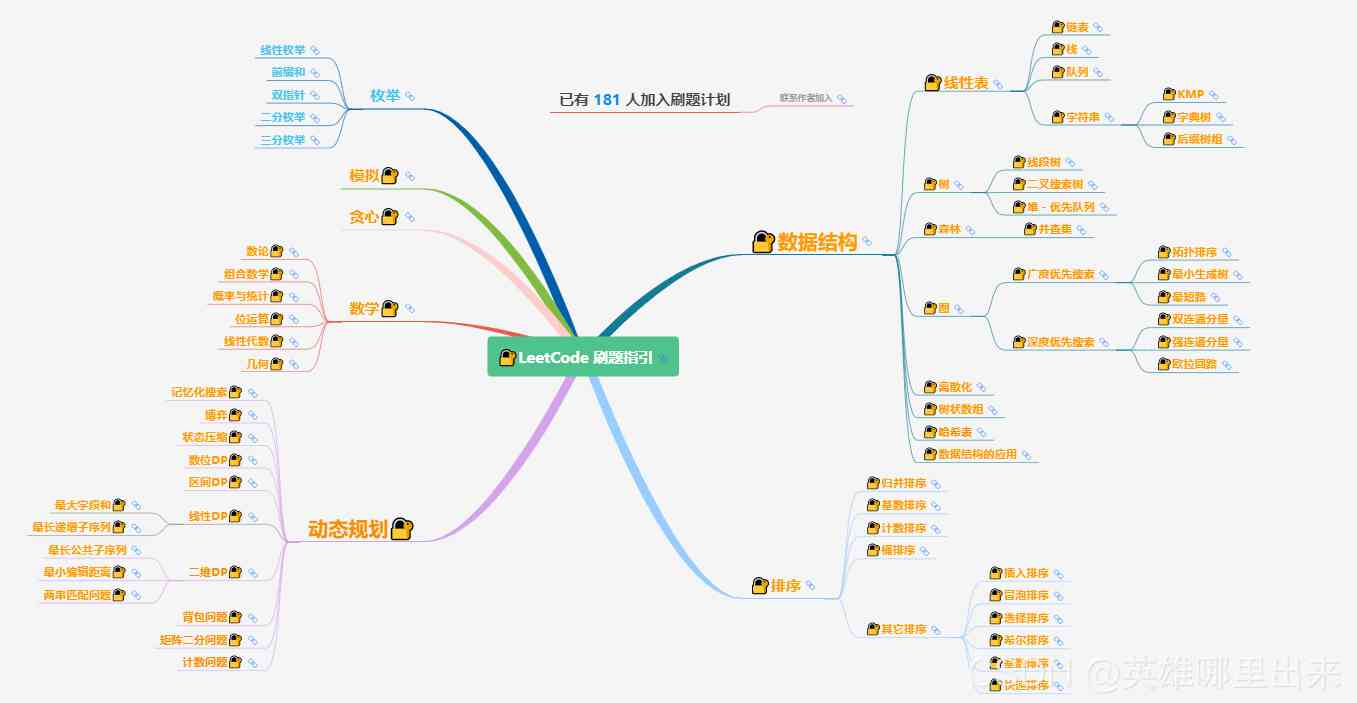 LeetCode 刷题指引
已有 181 人加入刷题计划
联系作者加入
枚举
线性枚举
前缀和
双指针
二分枚举
三分枚举
模拟
贪心
数学
数论
组合数学
概率与统计
位运算
线性代数
几何
动态规划
记忆化搜索
博弈
状态压缩
数位DP
区间DP
线性DP
最大子段和
最长递增子序列
二维DP
最长公共子序列
最小编辑距离
两串匹配问题
背包问题
矩阵二分问题
计数问题
数据结构
线性表
链表
栈
队列
字符串
KMP
字典树
后缀树组
树
线段树
二叉搜索树
堆 - 优先队列
森林
并查集
图
广度优先搜索
拓扑排序
最小生成树
最短路
深度优先搜索
双连通分量
强连通分量
欧拉回路
离散化
树状数组
哈希表
数据结构的应用
排序
归并排序
基数排序
计数排序
桶排序
其它排序
插入排序
冒泡排序
选择排序
希尔排序
快速排序
@英雄哪里出来